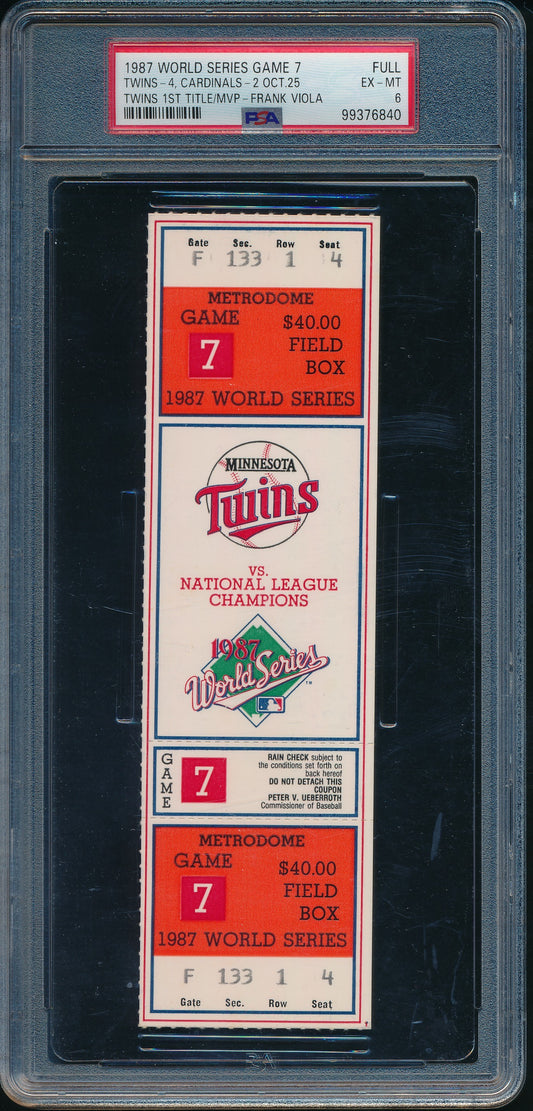 1987 WORLD SERIES GAME 7 FULL
TWINS-4, CARDINALS-2 OCT.25 EX-MT
TWINS 1ST TITLE/MVP-FRANK VIOLA 6
PSA 99376840
Gate Sec. Row Seat
F 133 1 4
METRODOME
GAME $40.00
7 FIELD
BOX
1987 WORLD SERIES
MINNESOTA
Twins
VS.
NATIONAL LEAGUE
CHAMPIONS
1987
World Series
TM
GAME
7
RAIN CHECK subject to
the conditions set forth on
back hereof
DO NOT DETACH THIS
COUPON
PETER V. UEBERROTH
Commissioner of Baseball
METRODOME
GAME $40.00
7 FIELD
BOX
1987 WORLD SERIES
F 133 1 4
Gate Sec. Row Seat
PSA